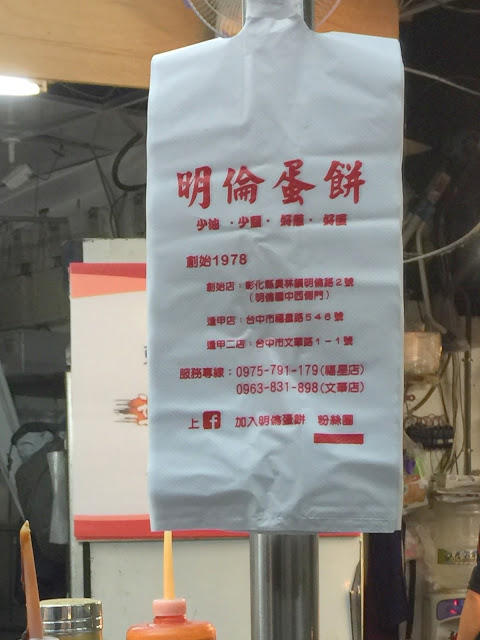 明倫蛋餅
少油・少鹽・好蔥・好蛋
創始1978
創始店：彰化縣員林鎮明倫路２號
（明倫國中西側門）
逢甲店：台中市福星路５４６號
逢甲二店：台中市文華路１－１號
服務專線：0975-791-179(福星店)
0963-831-898(文華店)
上 f 加入明倫蛋餅 粉絲團